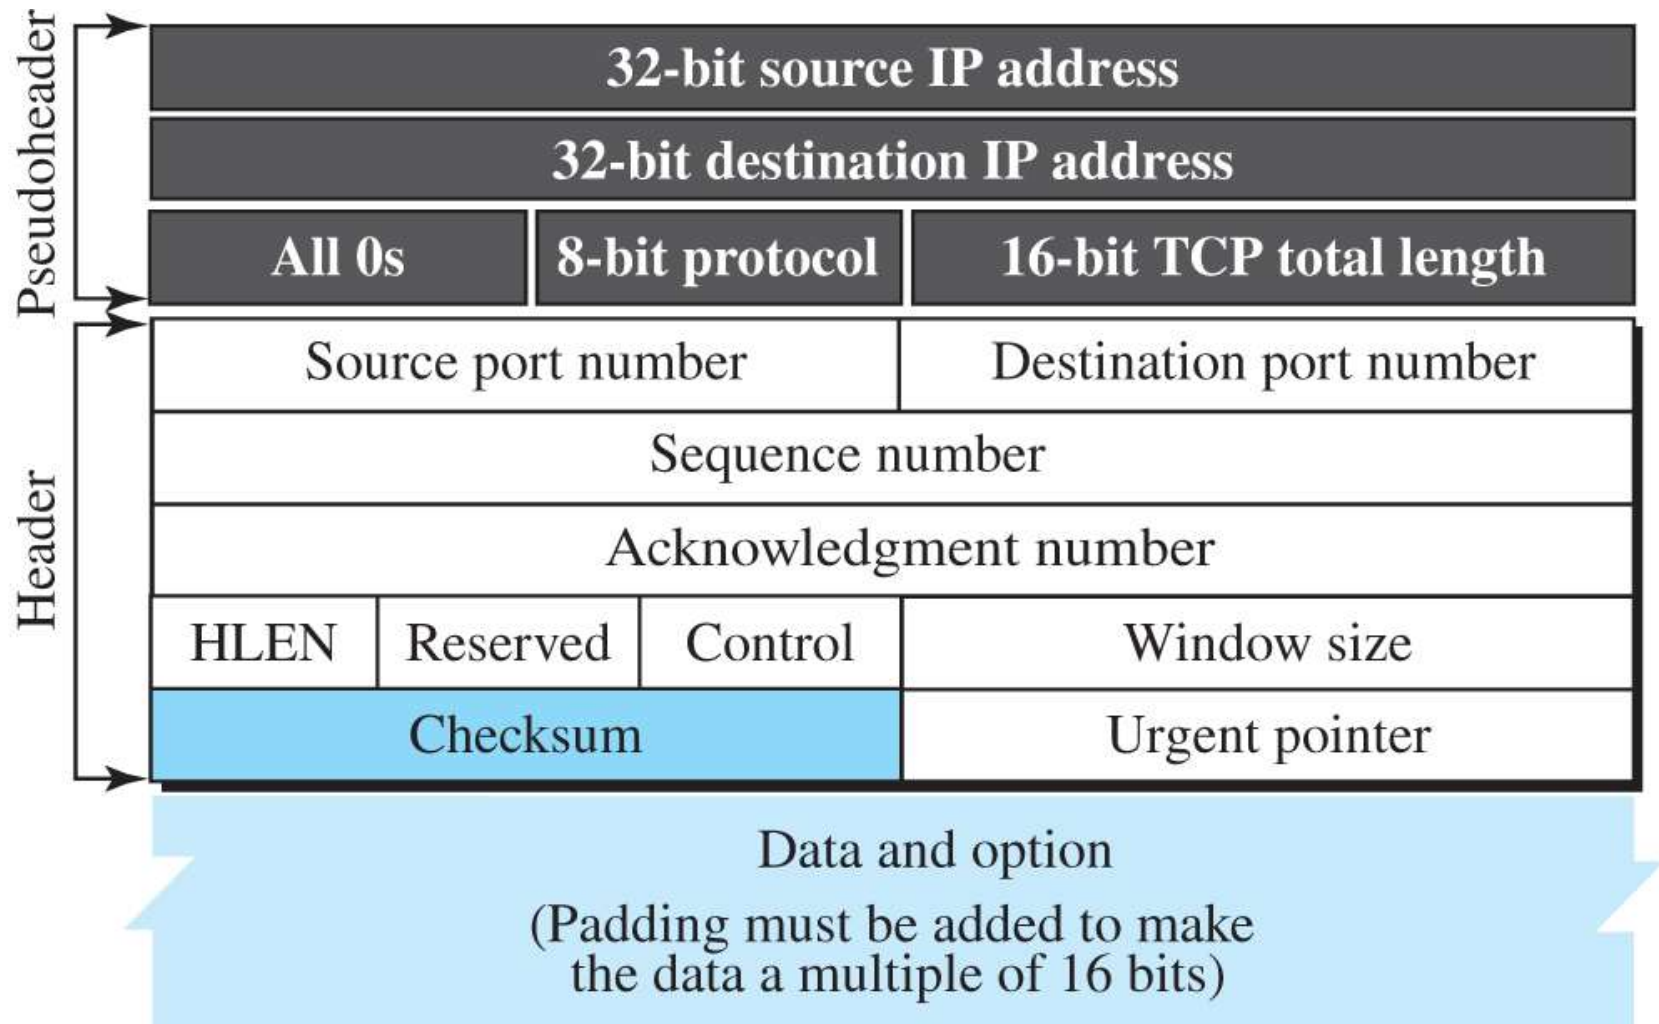 Pseudoheader
32-bit source IP address
32-bit destination IP address
All 0s 8-bit protocol 16-bit TCP total length
Header
Source port number Destination port number
Sequence number
Acknowledgment number
HLEN Reserved Control Window size
Checksum Urgent pointer
Data and option
(Padding must be added to make
the data a multiple of 16 bits)